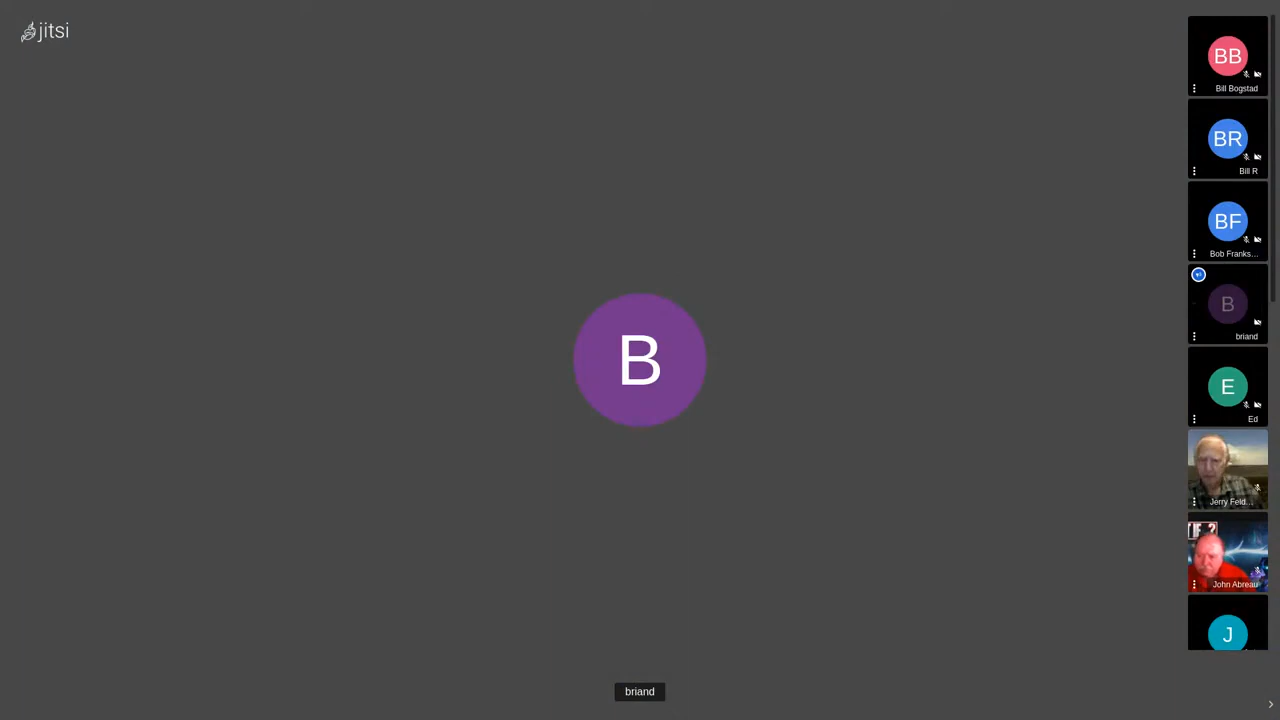 jitsi
BB
Bill Bogstad
BR
Bill R
BF
Bob Franks...
B
briand
E
Ed
Jerry Feld...
John Abreau
J
B
briand